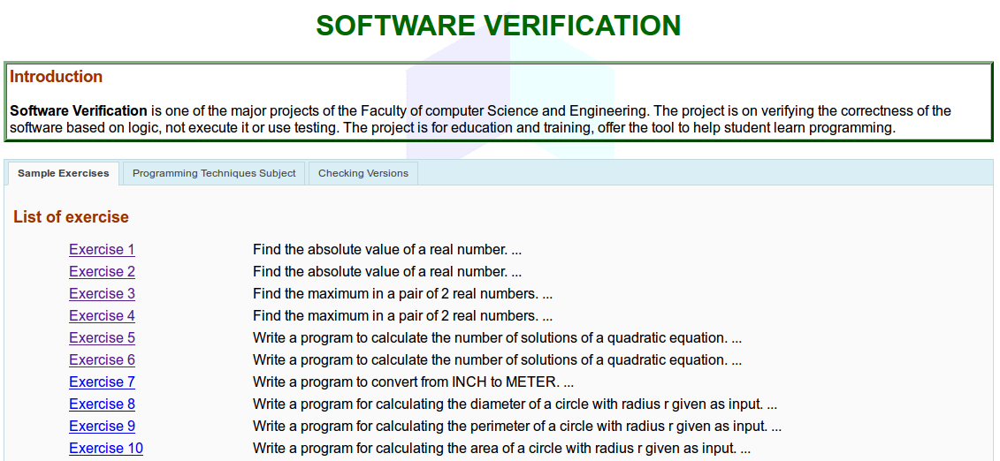 SOFTWARE VERIFICATION
Introduction
Software Verification is one of the major projects of the Faculty of computer Science and Engineering. The project is on verifying the correctness of the
software based on logic, not execute it or use testing. The project is for education and training, offer the tool to help student learn programming.
Sample Exercises Programming Techniques Subject Checking Versions
List of exercise
Exercise 1 Find the absolute value of a real number. ...
Exercise 2 Find the absolute value of a real number. ...
Exercise 3 Find the maximum in a pair of 2 real numbers. ...
Exercise 4 Find the maximum in a pair of 2 real numbers. ...
Exercise 5 Write a program to calculate the number of solutions of a quadratic equation. ...
Exercise 6 Write a program to calculate the number of solutions of a quadratic equation. ...
Exercise 7 Write a program to convert from INCH to METER. ...
Exercise 8 Write a program for calculating the diameter of a circle with radius r given as input. ...
Exercise 9 Write a program for calculating the perimeter of a circle with radius r given as input. ...
Exercise 10 Write a program for calculating the area of a circle with radius r given as input. ...